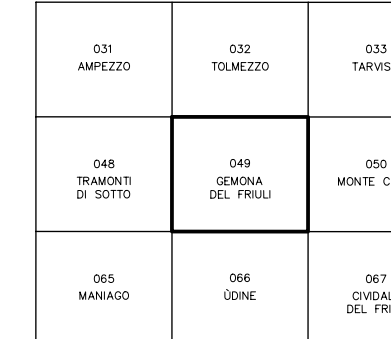 031
AMPEZZO
032
TOLMEZZO
033
TARVIS
048
TRAMONTI
DI SOTTO
049
GEMONA
DEL FRIULI
050
MONTE C
065
MANIAGO
066
ÙDINE
067
CIVIDAL
DEL FRI